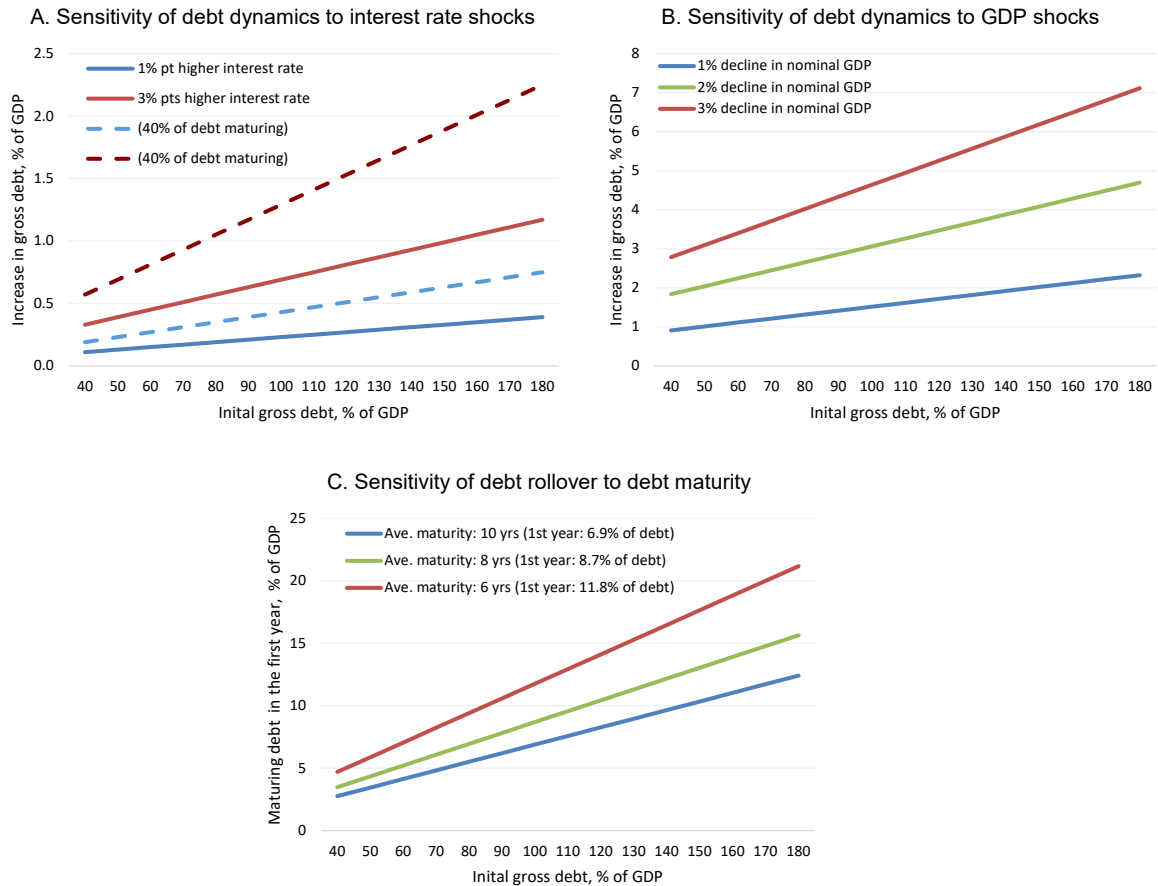 A. Sensitivity of debt dynamics to interest rate shocks
Increase in gross debt, % of GDP
2.5
2.0
1.5
1.0
0.5
0.0
1% pt higher interest rate
3% pts higher interest rate
(40% of debt maturing)
(40% of debt maturing)
40 50 60 70 80 90 100 110 120 130 140 150 160 170 180
Inital gross debt, % of GDP
B. Sensitivity of debt dynamics to GDP shocks
Increase in gross debt, % of GDP
8
7
6
5
4
3
2
1
0
1% decline in nominal GDP
2% decline in nominal GDP
3% decline in nominal GDP
40 50 60 70 80 90 100 110 120 130 140 150 160 170 180
Inital gross debt, % of GDP
C. Sensitivity of debt rollover to debt maturity
Maturing debt in the first year, % of GDP
25
20
15
10
5
0
Ave. maturity: 10 yrs (1st year: 6.9% of debt)
Ave. maturity: 8 yrs (1st year: 8.7% of debt)
Ave. maturity: 6 yrs (1st year: 11.8% of debt)
40 50 60 70 80 90 100 110 120 130 140 150 160 170 180
Inital gross debt, % of GDP